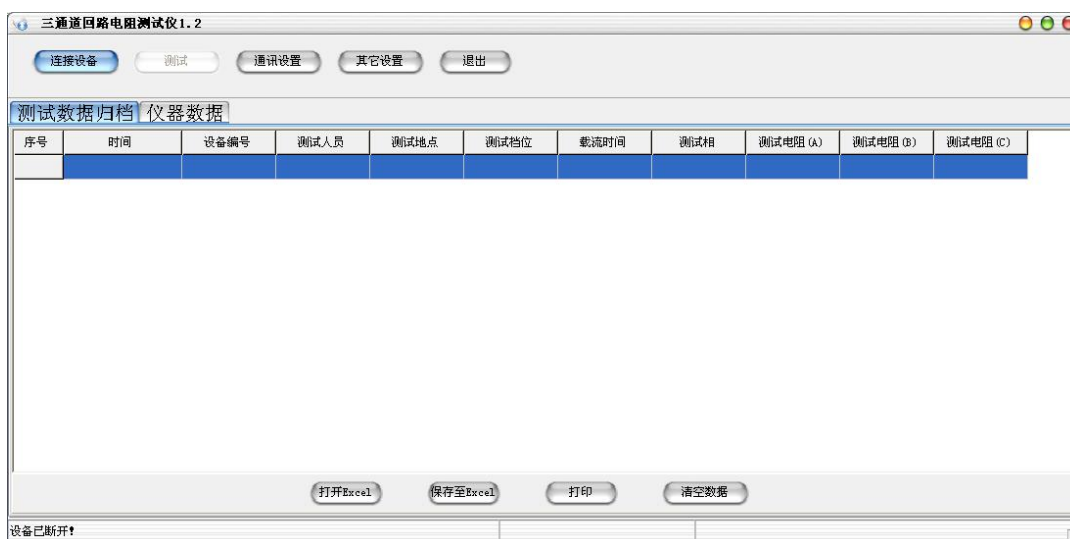 三通道回路电阻测试仪1.2
连接设备 测试 通讯设置 其它设置 退出
测试数据归档 仪器数据
序号 时间 设备编号 测试人员 测试地点 测试档位 载流时间 测试相 测试电阻(A) 测试电阻(B) 测试电阻(C)
打开Excel 保存至Excel 打印 清空数据
设备已断开!